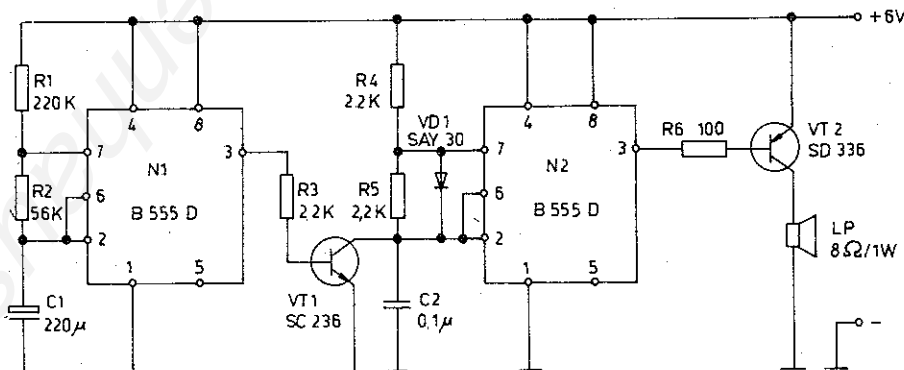 +6V
R1
220K
4
8
7
N1
3
6
R2
56K
B 555 D
2
1
5
C1
220µ
R3
2,2K
VT1
SC 236
R4
2.2K
VD1
SAY 30
R5
2,2K
C2
0,1µ
4
8
7
N2
3
6
B 555 D
2
1
5
R6 100
VT2
SD 336
LP
8Ω/1W
-